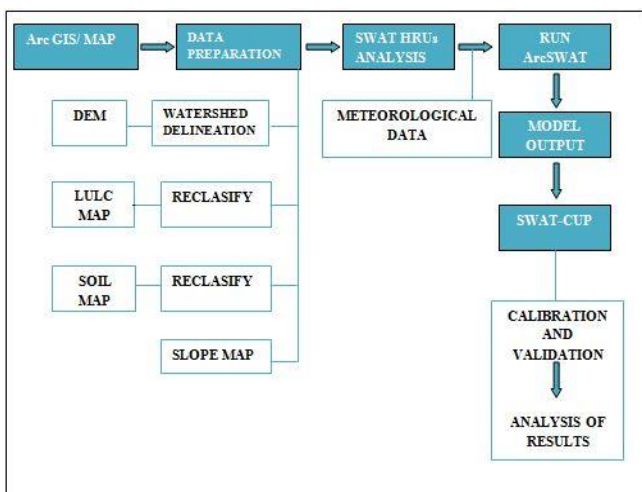 Arc GIS/ MAP
DATA
PREPARATION
SWAT HRUs
ANALYSIS
RUN
ArcSWAT
DEM
WATERSHED
DELINEATION
METEOROLOGICAL
DATA
MODEL
OUTPUT
LULC
MAP
RECLASIFY
SWAT-CUP
SOIL
MAP
RECLASIFY
SLOPE MAP
CALIBRATION
AND
VALIDATION
ANALYSIS OF
RESULTS